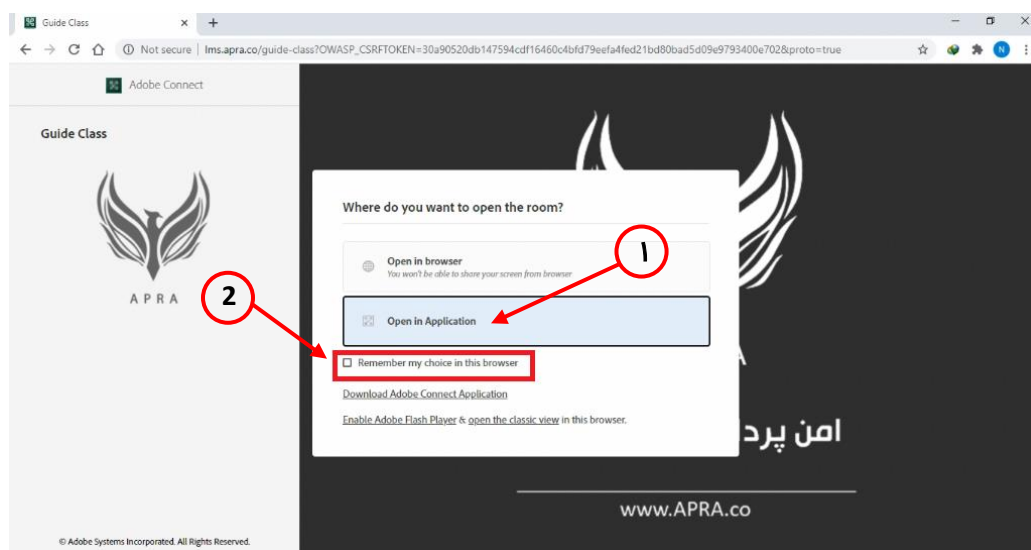 Guide Class
Not secure | lms.apra.co/guide-class?OWASP_CSRFTOKEN=30a90520db147594cdf16460c4bfd79eefa4fed21bd80bad5d09e9793400e702&proto=true
N
Adobe Connect
Guide Class
APRA
Where do you want to open the room?
Open in browser
You won't be able to share your screen from browser
۱
Open in Application
2
Remember my choice in this browser
Download Adobe Connect Application
Enable Adobe Flash Player & open the classic view in this browser.
امن پرد
www.APRA.co
© Adobe Systems Incorporated. All Rights Reserved.